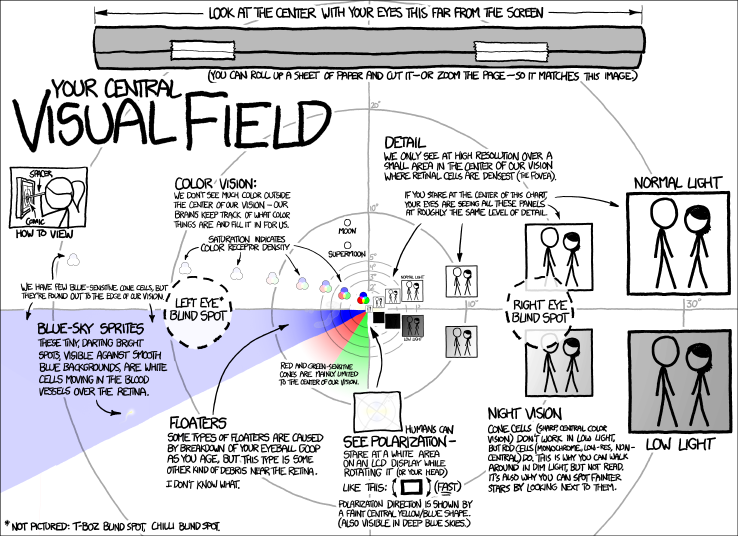 LOOK AT THE CENTER WITH YOUR EYES THIS FAR FROM THE SCREEN
(YOU CAN ROLL UP A SHEET OF PAPER AND CUT IT—OR ZOOM THE PAGE—SO IT MATCHES THIS IMAGE.)
YOUR CENTRAL
VISUAL FIELD
20°
SPACER
COMIC
HOW TO VIEW
COLOR VISION:
WE DON'T SEE MUCH COLOR OUTSIDE
THE CENTER OF OUR VISION — OUR
BRAINS KEEP TRACK OF WHAT COLOR
THINGS ARE AND FILL IT IN FOR US.
SATURATION INDICATES
COLOR RECEPTOR DENSITY
DETAIL
WE ONLY SEE AT HIGH RESOLUTION OVER A
SMALL AREA IN THE CENTER OF OUR VISION
WHERE RETINAL CELLS ARE DENSEST (THE FOVEA).
IF YOU STARE AT THE CENTER OF THIS CHART,
YOUR EYES ARE SEEING ALL THESE PANELS
AT ROUGHLY THE SAME LEVEL OF DETAIL.
NORMAL LIGHT
10°
MOON
SUPERMOON
5°
NORMAL LIGHT
LOW LIGHT
WE HAVE FEW BLUE-SENSITIVE CONE CELLS, BUT
THEY'RE FOUND OUT TO THE EDGE OF OUR VISION.
LEFT EYE*
BLIND SPOT
10°
RIGHT EYE
BLIND SPOT
30°
BLUE-SKY SPRITES
THESE TINY, DARTING BRIGHT
SPOTS, VISIBLE AGAINST SMOOTH
BLUE BACKGROUNDS, ARE WHITE
CELLS MOVING IN THE BLOOD
VESSELS OVER THE RETINA.
RED AND GREEN-SENSITIVE
CONES ARE MAINLY LIMITED
TO THE CENTER OF OUR VISION.
FLOATERS
SOME TYPES OF FLOATERS ARE CAUSED
BY BREAKDOWN OF YOUR EYEBALL GOOP
AS YOU AGE, BUT THIS TYPE IS SOME
OTHER KIND OF DEBRIS NEAR THE RETINA.
I DON'T KNOW WHAT.
HUMANS CAN
SEE POLARIZATION—
STARE AT A WHITE AREA
ON AN LCD DISPLAY WHILE
ROTATING IT (OR YOUR HEAD)
LIKE THIS: (FAST)
POLARIZATION DIRECTION IS SHOWN BY
A FAINT CENTRAL YELLOW/BLUE SHAPE.
(ALSO VISIBLE IN DEEP BLUE SKIES.)
NIGHT VISION
CONE CELLS (SHARP, CENTRAL COLOR
VISION) DON'T WORK IN LOW LIGHT,
BUT ROD CELLS (MONOCHROME, LOW-RES, NON-
CENTRAL) DO. THIS IS WHY YOU CAN WALK
AROUND IN DIM LIGHT, BUT NOT READ.
IT'S ALSO WHY YOU CAN SPOT FAINTER
STARS BY LOOKING NEXT TO THEM.
LOW LIGHT
* NOT PICTURED: T-BOZ BLIND SPOT, CHILLI BLIND SPOT.